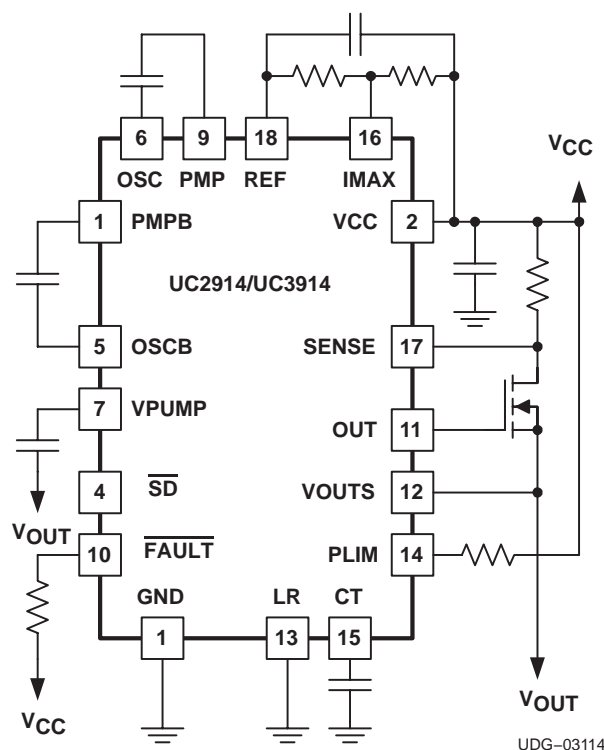 6 9 18 16
OSC PMP REF IMAX
VCC
1 PMPB VCC 2
UC2914/UC3914
5 OSCB SENSE 17
7 VPUMP
OUT 11
4 SD VOUTS 12
VOUT
10 FAULT PLIM 14
GND LR CT
1 13 15
VCC VOUT
UDG–03114